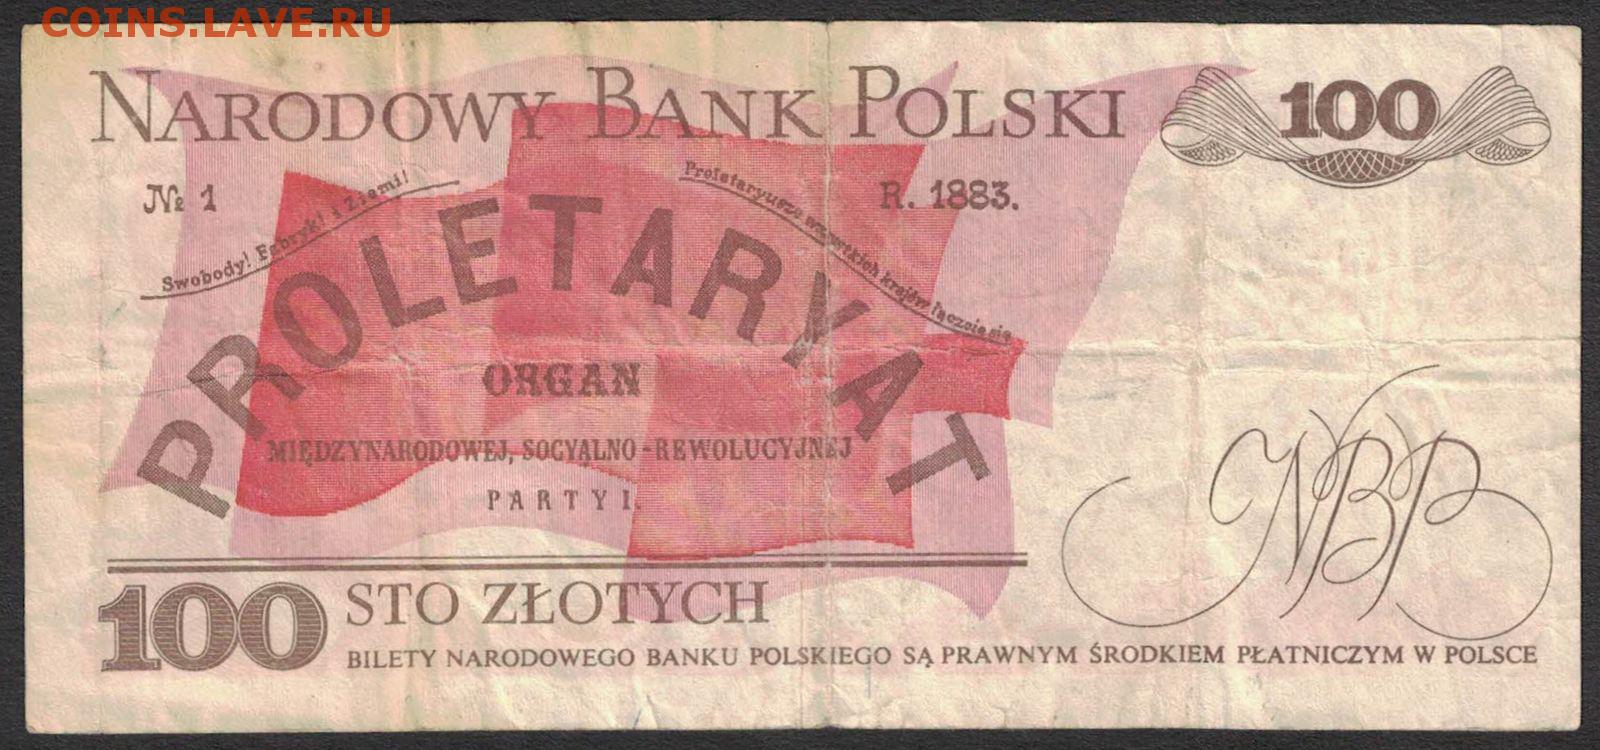 COINS.LAVE.RU
NARODOWY BANK POLSKI
100
№ 1
R. 1883.
Swobody! Fabryk! i Ziemi!
Proletaryusze wszystkich krajów łączcie się
PROLETARYAT
ORGAN
MIĘDZYNARODOWEJ, SOCYALNO-REWOLUCYJNEJ
PARTYI.
NBP
100 STO ZŁOTYCH
BILETY NARODOWEGO BANKU POLSKIEGO SĄ PRAWNYM ŚRODKIEM PŁATNICZYM W POLSCE